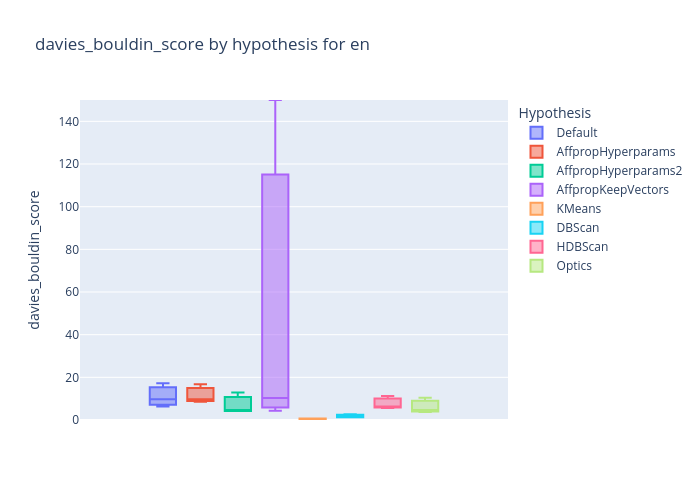 davies_bouldin_score by hypothesis for en
davies_bouldin_score
140
120
100
80
60
40
20
0
Hypothesis
Default
AffpropHyperparams
AffpropHyperparams2
AffpropKeepVectors
KMeans
DBScan
HDBScan
Optics